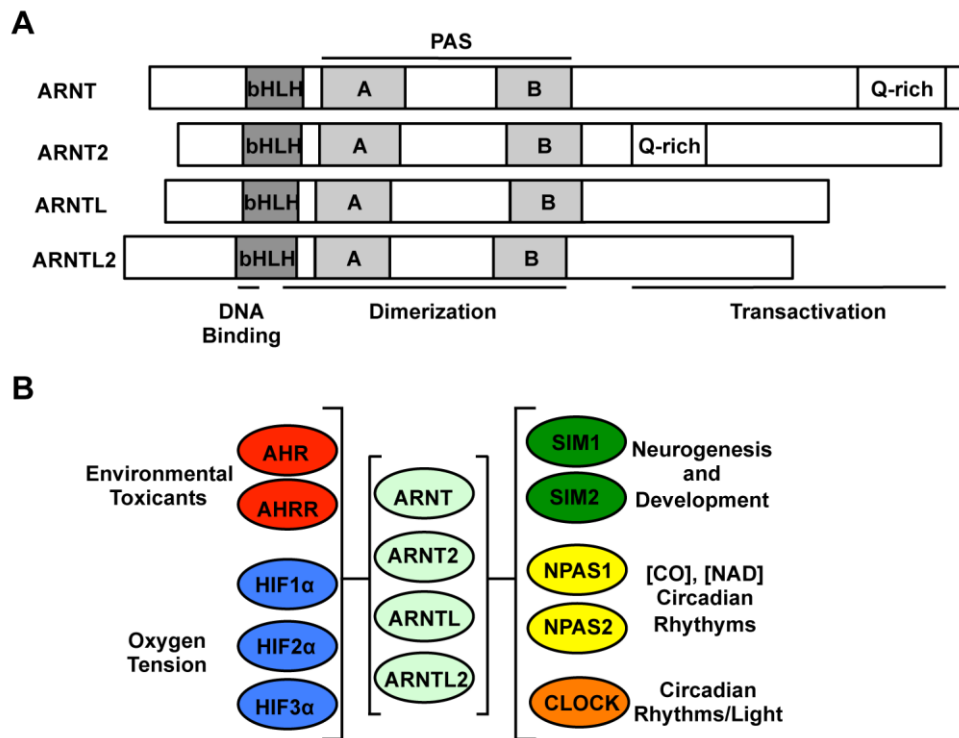 A
PAS
ARNT
bHLH
A
B
Q-rich
ARNT2
bHLH
A
B
Q-rich
ARNTL
bHLH
A
B
ARNTL2
bHLH
A
B
DNA
Binding
Dimerization
Transactivation
B
Environmental
Toxicants
AHR
AHRR
Oxygen
Tension
HIF1α
HIF2α
HIF3α
ARNT
ARNT2
ARNTL
ARNTL2
SIM1
SIM2
Neurogenesis
and
Development
NPAS1
NPAS2
[CO], [NAD]
Circadian
Rhythyms
CLOCK
Circadian
Rhythms/Light